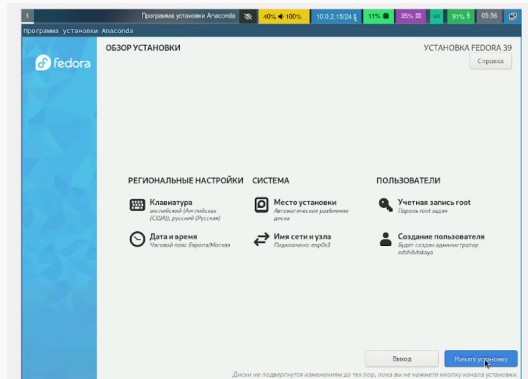 1 Программа установки Anaconda 40% 100% 10.0.2.15/24 11% 35% en 91% 03:56
Программа установки Anaconda
fedora
ОБЗОР УСТАНОВКИ
УСТАНОВКА FEDORA 39
Справка
РЕГИОНАЛЬНЫЕ НАСТРОЙКИ
Клавиатура
английский (Английская (США)), русский (Русская)
Дата и время
Часовой пояс Европа/Москва
СИСТЕМА
Место установки
Автоматическое разбиение диска
Имя сети и узла
Подключено: enp0s3
ПОЛЬЗОВАТЕЛИ
Учетная запись root
Пароль root задан
Создание пользователя
Будет создан администратор
Выход
Начать установку
Диски не подвергнутся изменениям до тех пор, пока вы не нажмете кнопку начала установки.